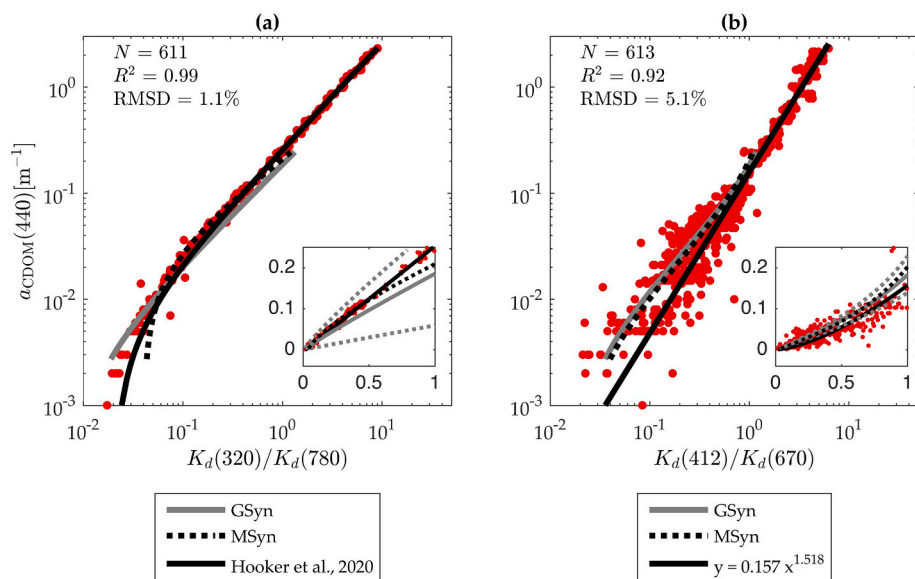 (a)
N = 611
R² = 0.99
RMSD = 1.1%
a_CDOM(440)[m⁻¹]
10⁰
10⁻¹
10⁻²
10⁻³
0.2
0.1
0
0 0.5 1
10⁻² 10⁻¹ 10⁰ 10¹
K_d(320)/K_d(780)
GSyn
MSyn
Hooker et al., 2020
(b)
N = 613
R² = 0.92
RMSD = 5.1%
10⁰
10⁻¹
10⁻²
10⁻³
0.2
0.1
0
0 0.5 1
10⁻² 10⁻¹ 10⁰ 10¹
K_d(412)/K_d(670)
GSyn
MSyn
y = 0.157 x^1.518